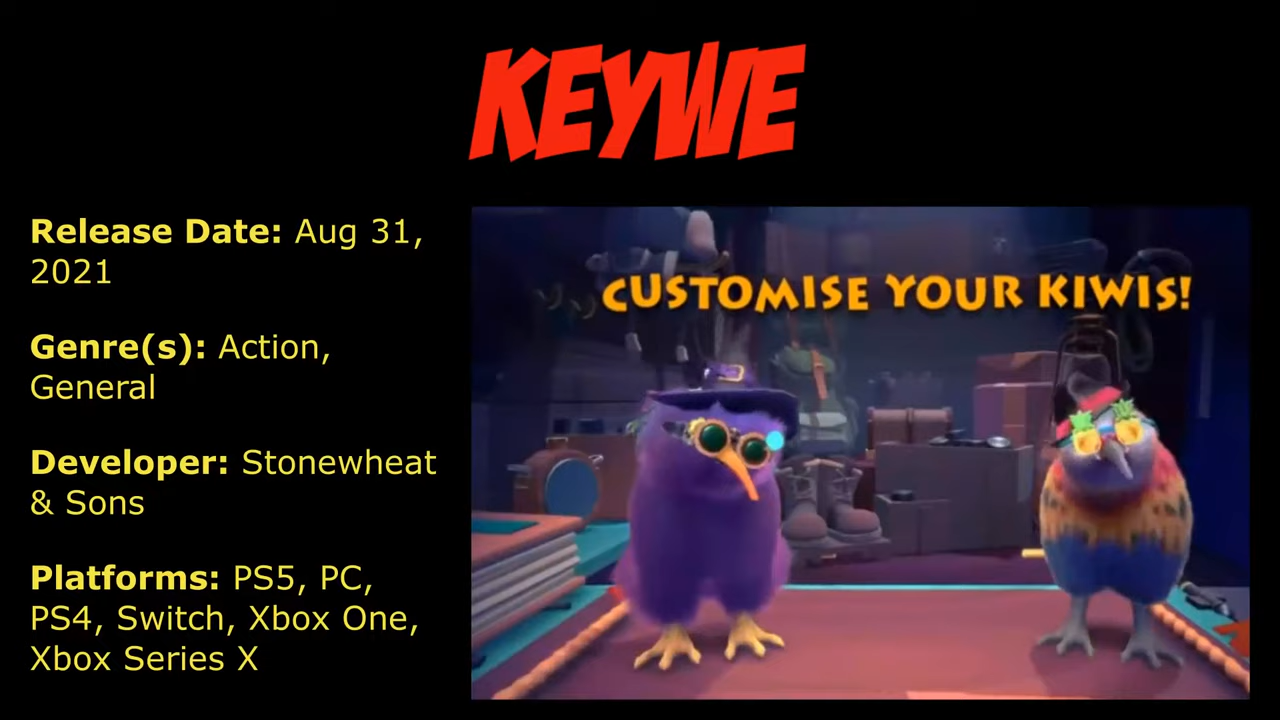 KEYWE
Release Date: Aug 31,
2021
Genre(s): Action,
General
Developer: Stonewheat
& Sons
Platforms: PS5, PC,
PS4, Switch, Xbox One,
Xbox Series X
CUSTOMISE YOUR KIWIS!